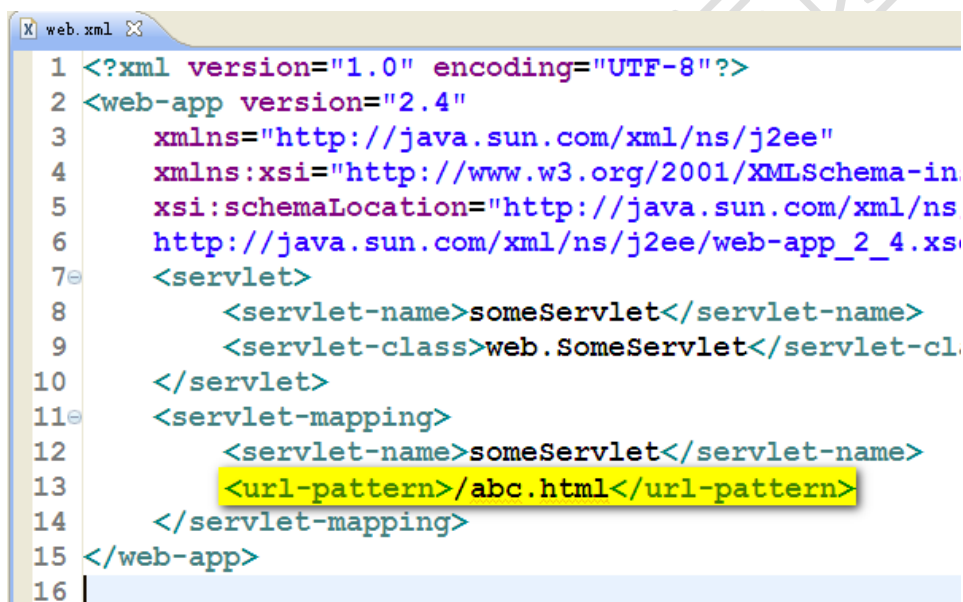 web.xml
1 <?xml version="1.0" encoding="UTF-8"?>
2 <web-app version="2.4"
3 xmlns="http://java.sun.com/xml/ns/j2ee"
4 xmlns:xsi="http://www.w3.org/2001/XMLSchema-in
5 xsi:schemaLocation="http://java.sun.com/xml/ns
6 http://java.sun.com/xml/ns/j2ee/web-app_2_4.xs
7 <servlet>
8 <servlet-name>someServlet</servlet-name>
9 <servlet-class>web.SomeServlet</servlet-cl
10 </servlet>
11 <servlet-mapping>
12 <servlet-name>someServlet</servlet-name>
13 <url-pattern>/abc.html</url-pattern>
14 </servlet-mapping>
15 </web-app>
16